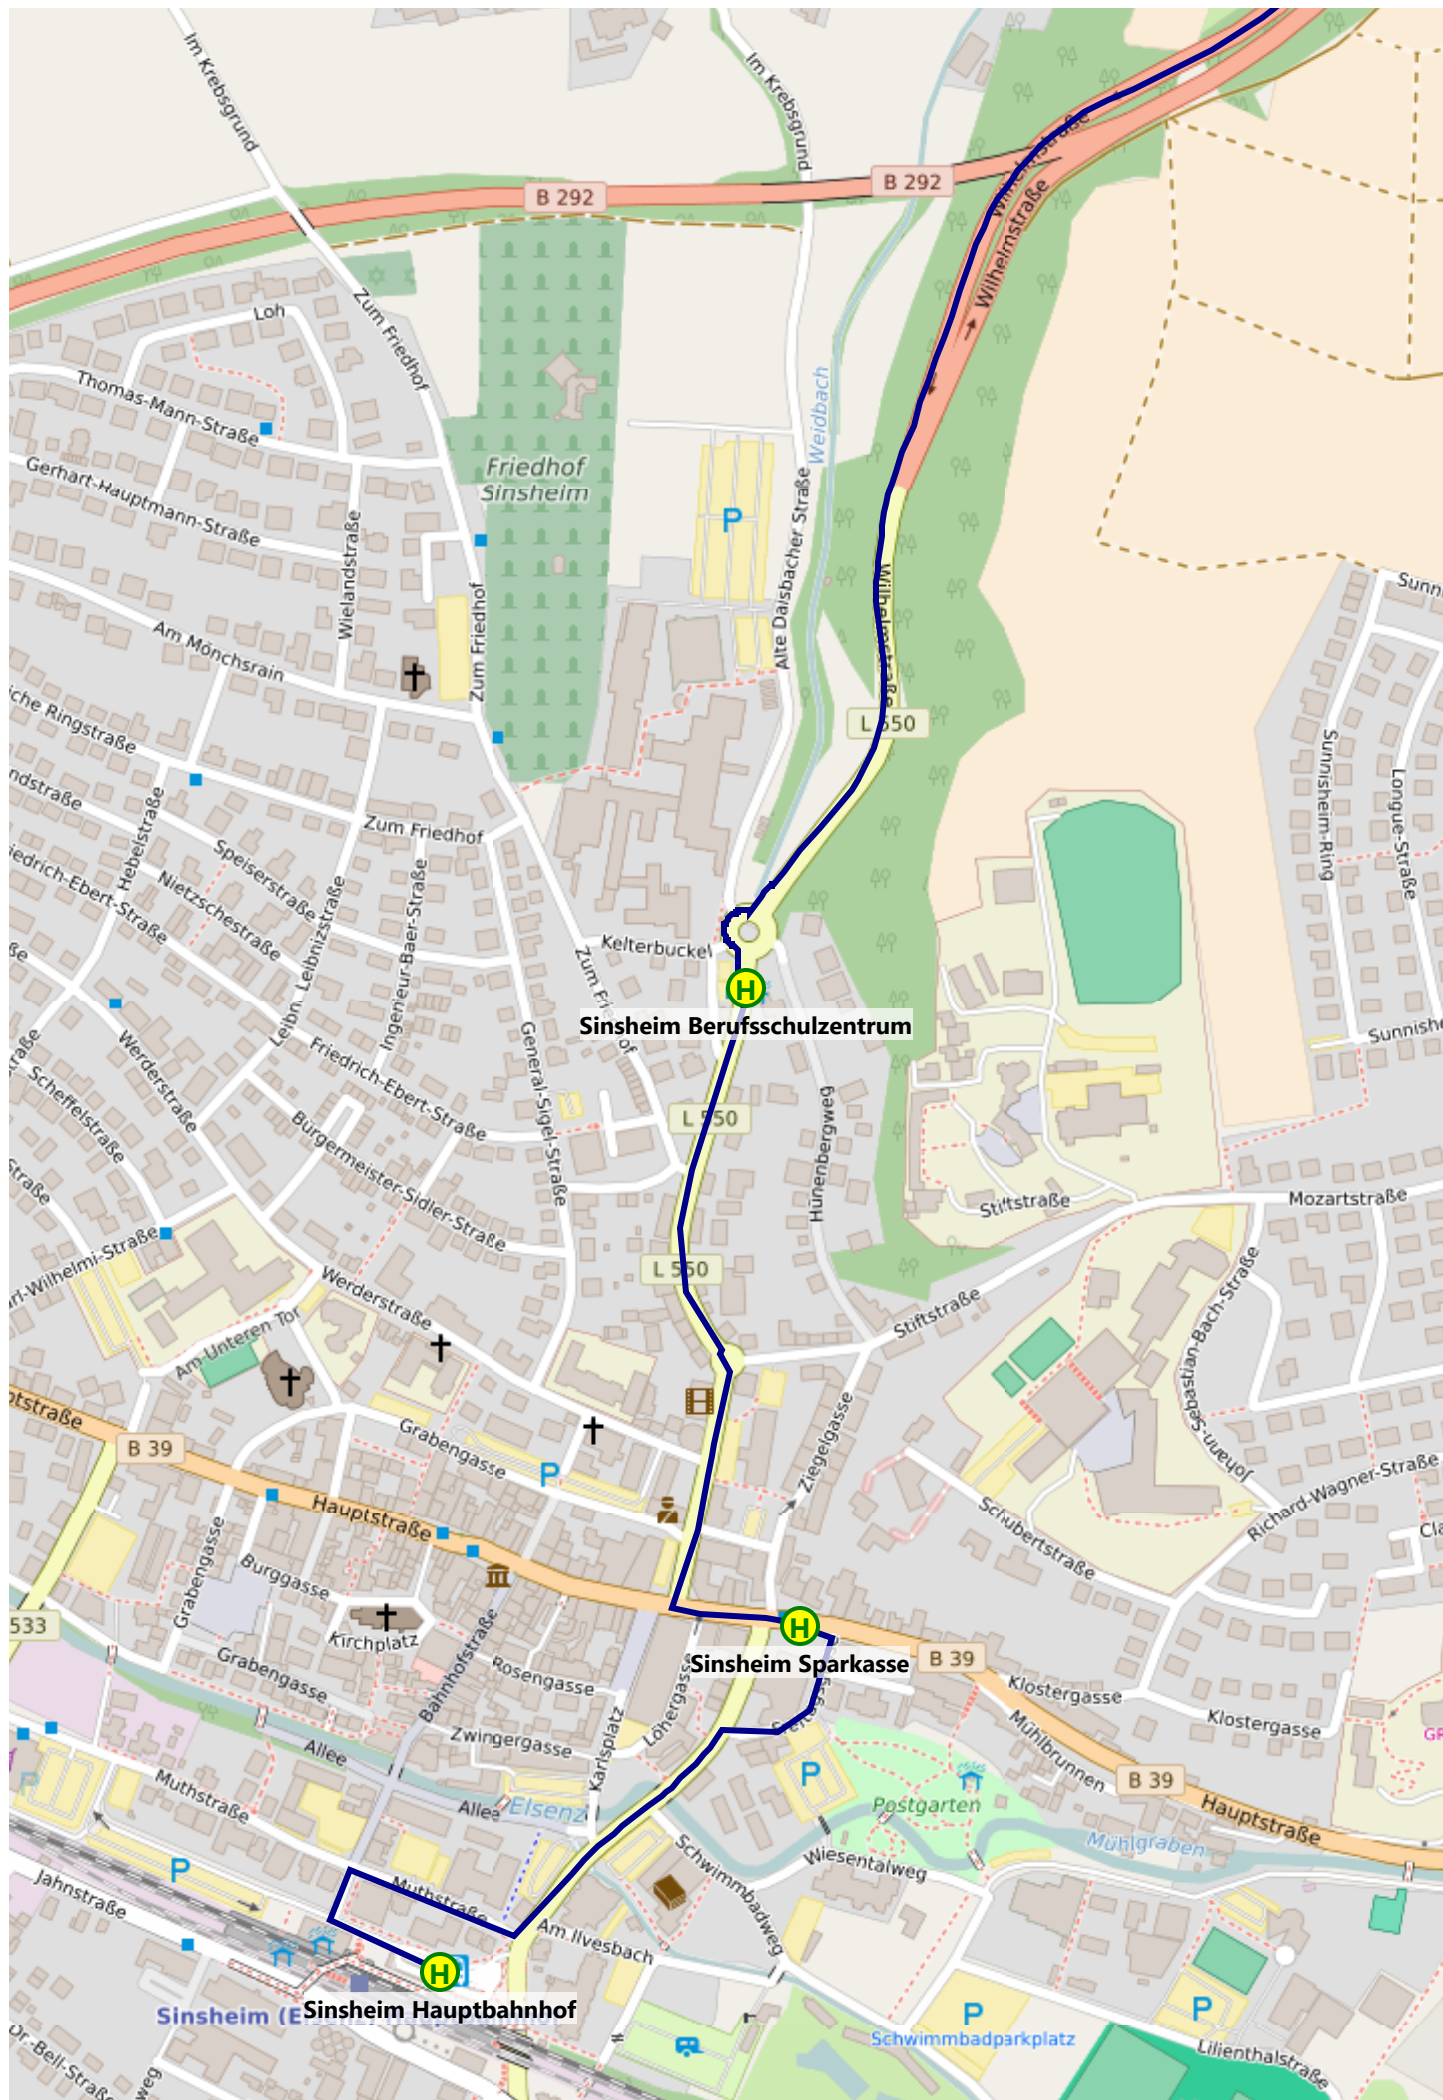 Im Krebsgrund
Im Krebsgrund
B 292
B 292
Wilhelmstraße
Wilhelmstraße
Loh
Zum Friedhof
Thomas-Mann-Straße
Weidbach
Gerhart-Hauptmann-Straße
Friedhof
Sinsheim
P
Wielandstraße
Alte Daisbacher Straße
Wilhelmstraße
Am Mönchsrain
Zum Friedhof
L 550
Sunnisheim-Ring
Longue-Straße
Hebelstraße
Zum Friedhof
Speiserstraße
Nietzschestraße
Ingenieur-Baer-Straße
Kelterbuckel
H
Sinsheim Berufsschulzentrum
General-Sigel-Straße
Werderstraße
Friedrich-Ebert-Straße
Scheffelstraße
L 550
Bürgermeister-Sidler-Straße
Hünenbergweg
Stiftstraße
Mozartstraße
L 550
Werderstraße
Stiftstraße
Am Unteren Tor
Johann-Sebastian-Bach-Straße
B 39
Grabengasse
P
Ziegelgasse
Hauptstraße
Richard-Wagner-Straße
Schubertstraße
Grabengasse
Burggasse
Kirchplatz
H
Sinsheim Sparkasse
B 39
533
Grabengasse
Bahnhofstraße
Rosengasse
Löhergasse
Klostergasse
Klostergasse
Zwingergasse
Karlsplatz
Allee
Mühlbrunnen
P
B 39
Muthstraße
Allee
Elsenz
Postgarten
Hauptstraße
P
Mühlgraben
Wiesentalweg
Schwimmbadweg
Jahnstraße
Muthstraße
Am Ilvesbach
H
Sinsheim Hauptbahnhof
P
P
Schwimmbadparkplatz
Lilienthalstraße